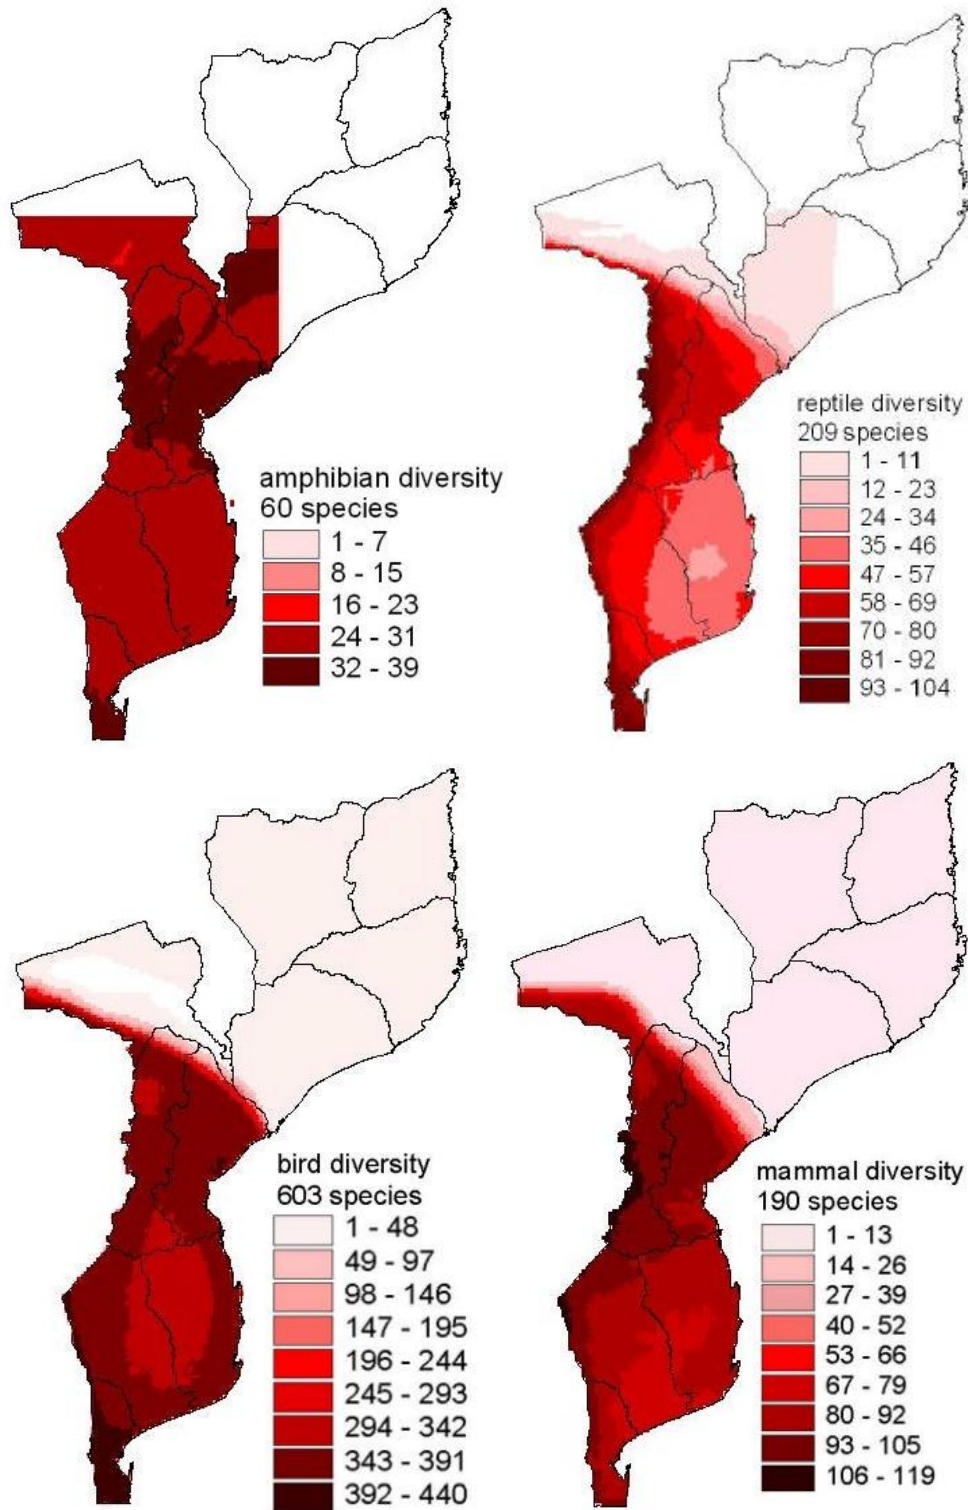 amphibian diversity
60 species
1 - 7
8 - 15
16 - 23
24 - 31
32 - 39
reptile diversity
209 species
1 - 11
12 - 23
24 - 34
35 - 46
47 - 57
58 - 69
70 - 80
81 - 92
93 - 104
bird diversity
603 species
1 - 48
49 - 97
98 - 146
147 - 195
196 - 244
245 - 293
294 - 342
343 - 391
392 - 440
mammal diversity
190 species
1 - 13
14 - 26
27 - 39
40 - 52
53 - 66
67 - 79
80 - 92
93 - 105
106 - 119